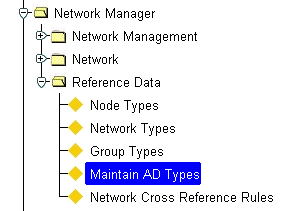 Network Manager
Network Management
Network
Reference Data
Node Types
Network Types
Group Types
Maintain AD Types
Network Cross Reference Rules